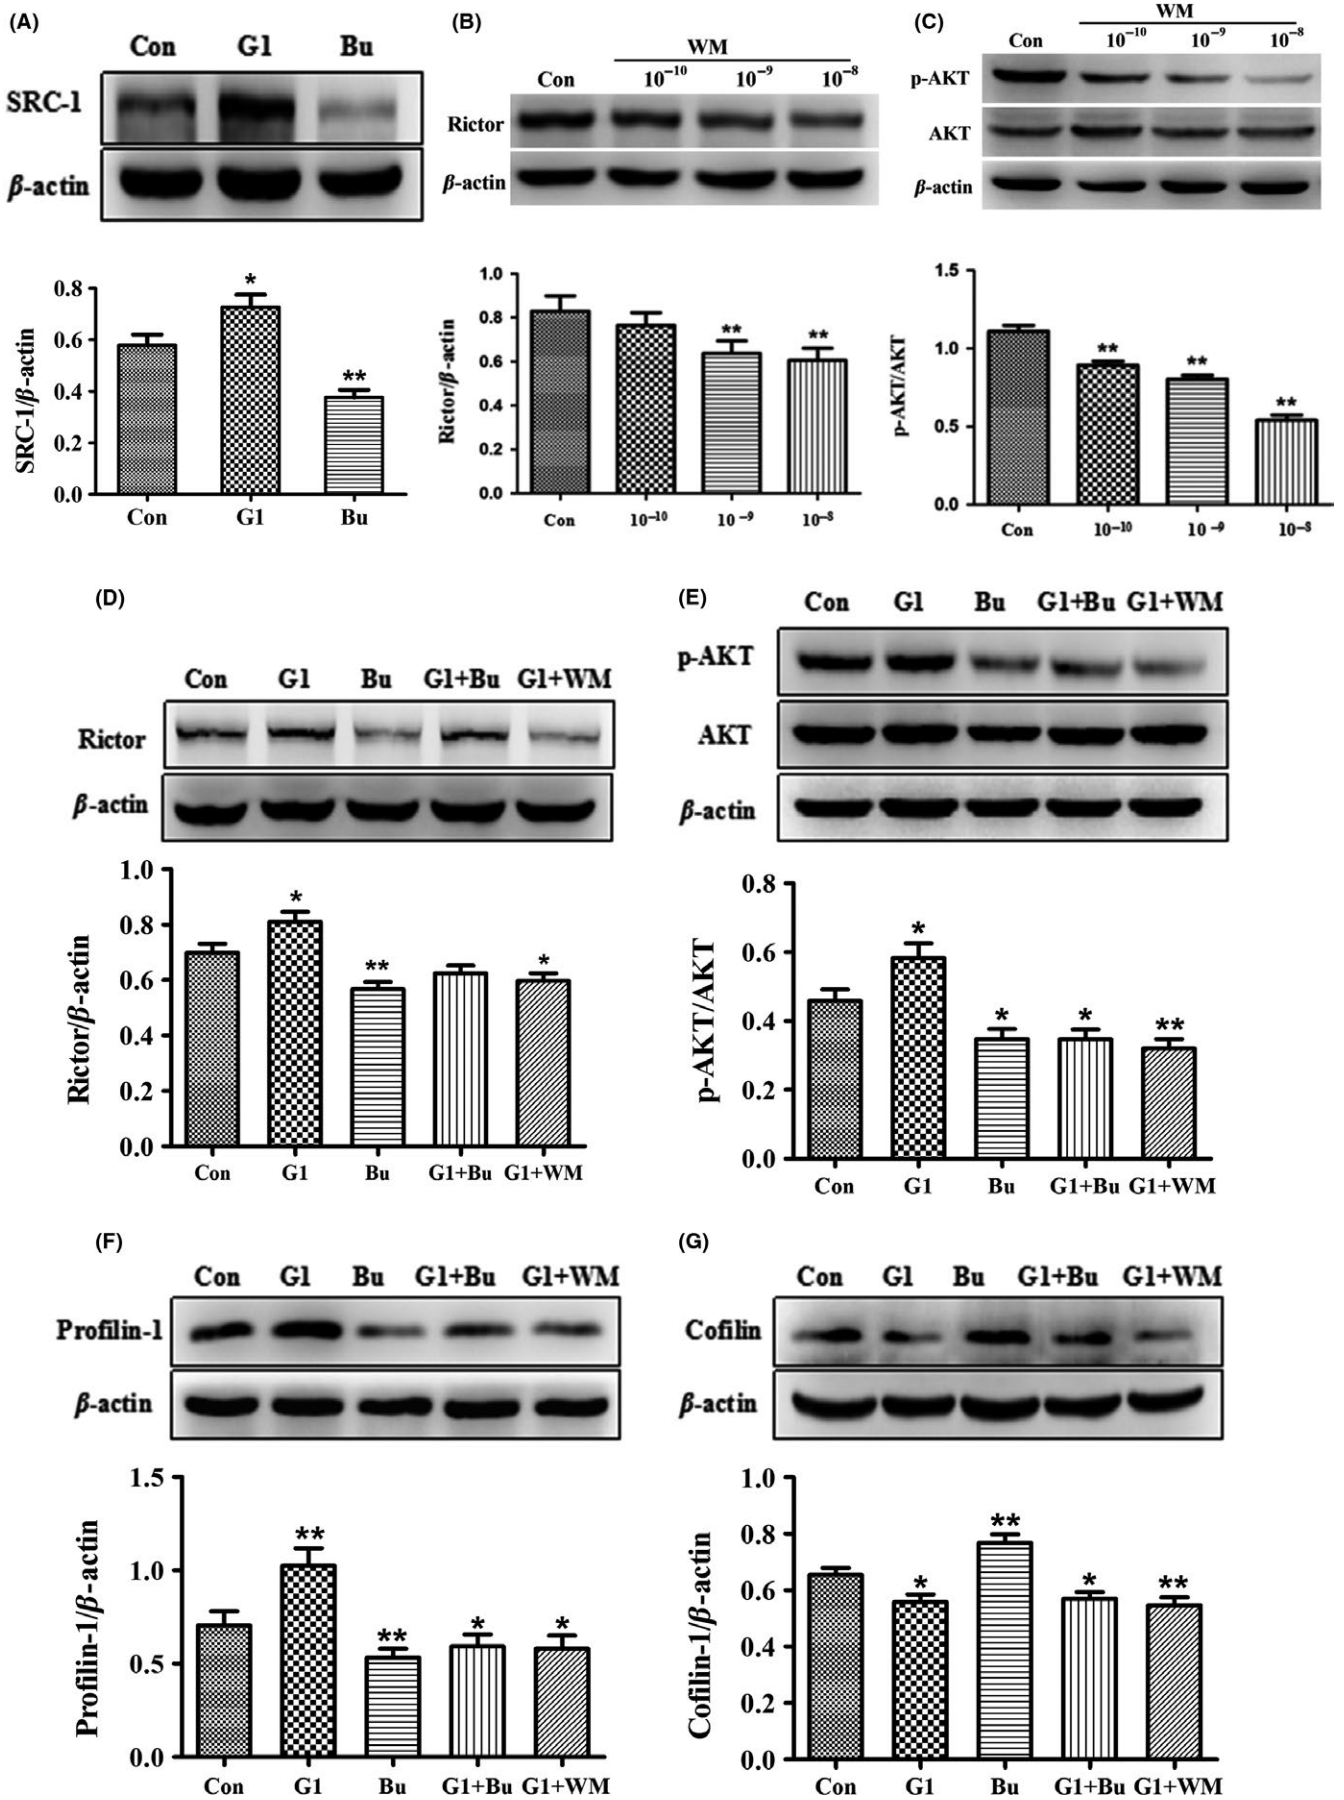 (A)
Con G1 Bu
SRC-1
β-actin
SRC-1/β-actin
0.8
0.6
0.4
0.2
0.0
* **
Con G1 Bu
(B)
WM
Con 10⁻¹⁰ 10⁻⁹ 10⁻⁸
Rictor
β-actin
Rictor/β-actin
1.0
0.8
0.6
0.4
0.2
0.0
** **
Con 10⁻¹⁰ 10⁻⁹ 10⁻⁸
(C)
WM
Con 10⁻¹⁰ 10⁻⁹ 10⁻⁸
p-AKT
AKT
β-actin
p-AKT/AKT
1.5
1.0
0.5
0.0
** ** **
Con 10⁻¹⁰ 10⁻⁹ 10⁻⁸
(D)
Con G1 Bu G1+Bu G1+WM
Rictor
β-actin
Rictor/β-actin
1.0
0.8
0.6
0.4
0.2
0.0
* ** *
Con G1 Bu G1+Bu G1+WM
(E)
Con G1 Bu G1+Bu G1+WM
p-AKT
AKT
β-actin
p-AKT/AKT
0.8
0.6
0.4
0.2
0.0
* * * **
Con G1 Bu G1+Bu G1+WM
(F)
Con G1 Bu G1+Bu G1+WM
Profilin-1
β-actin
Profilin-1/β-actin
1.5
1.0
0.5
0.0
** ** * *
Con G1 Bu G1+Bu G1+WM
(G)
Con G1 Bu G1+Bu G1+WM
Cofilin
β-actin
Cofilin-1/β-actin
1.0
0.8
0.6
0.4
0.2
0.0
* ** * **
Con G1 Bu G1+Bu G1+WM